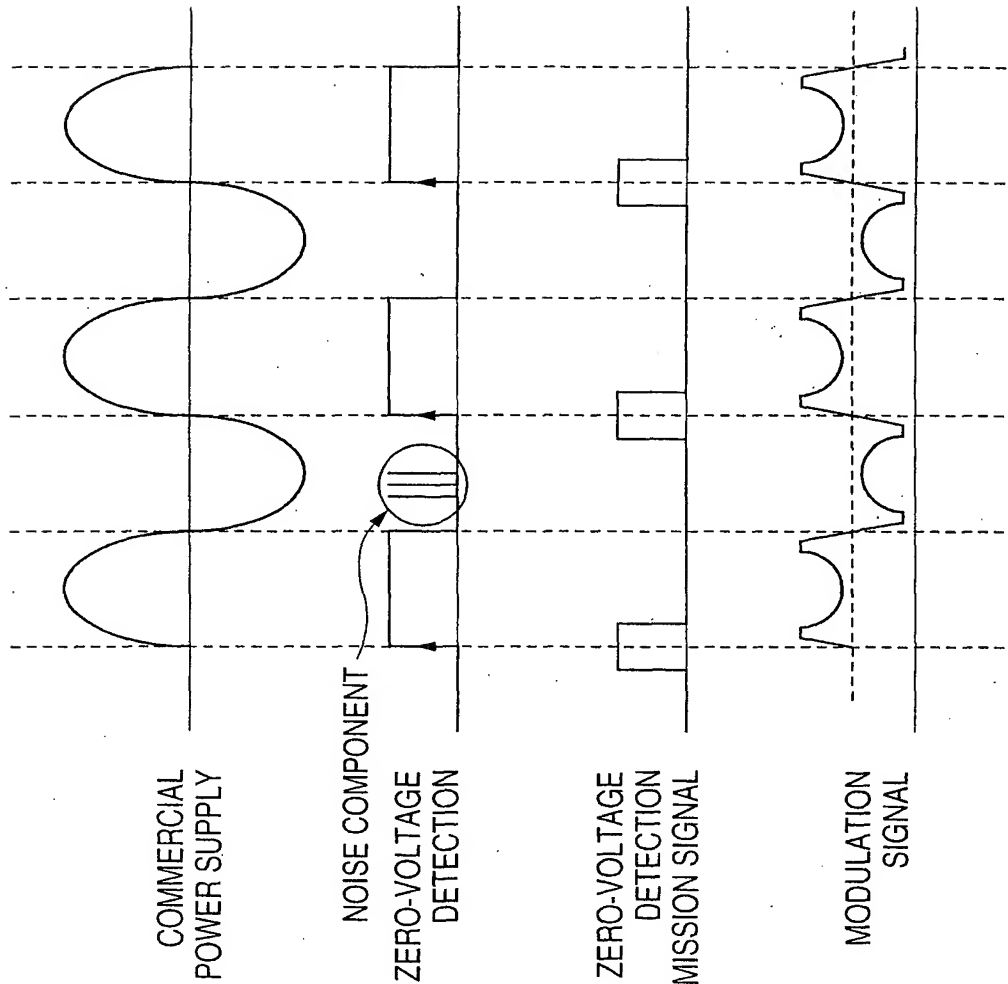 COMMERCIAL
POWER SUPPLY
NOISE COMPONENT
ZERO-VOLTAGE
DETECTION
ZERO-VOLTAGE
DETECTION
MISSION SIGNAL
MODULATION
SIGNAL